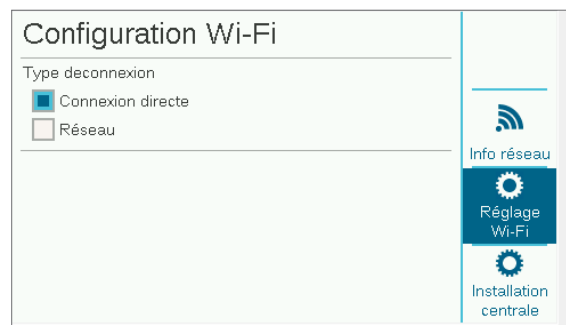 Configuration Wi-Fi
Type deconnexion
Connexion directe
Réseau
Info réseau
Réglage
Wi-Fi
Installation
centrale